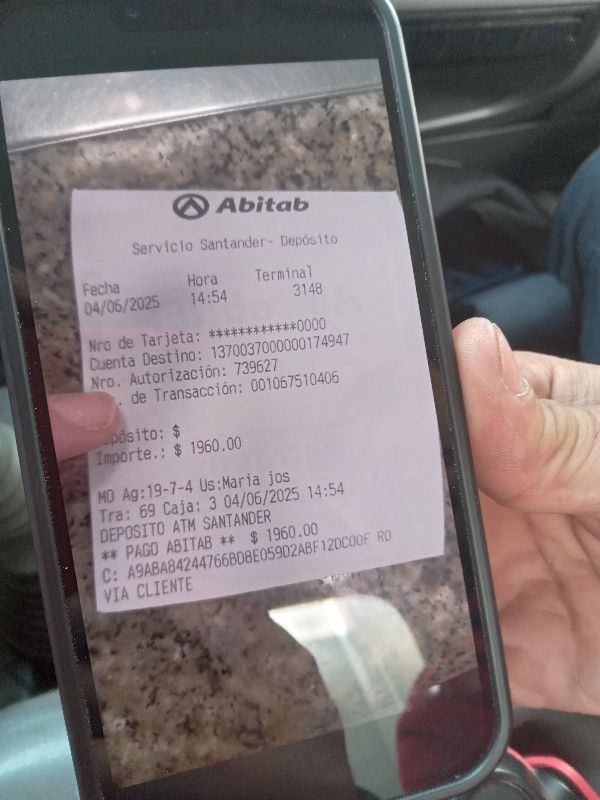 Abitab
Servicio Santander- Depósito
Fecha Hora Terminal
04/06/2025 14:54 3148
Nro de Tarjeta: ************0000
Cuenta Destino: 1370037000000174947
Nro. Autorización: 739627
. de Transacción: 001067510406
pósito: $
Importe.: $ 1960.00
MO Ag:19-7-4 Us:Maria jos
Tra: 69 Caja: 3 04/06/2025 14:54
DEPOSITO ATM SANTANDER
** PAGO ABITAB ** $ 1960.00
C: A9ABA84244766BD8E059D2ABF12DC00F RO
VIA CLIENTE